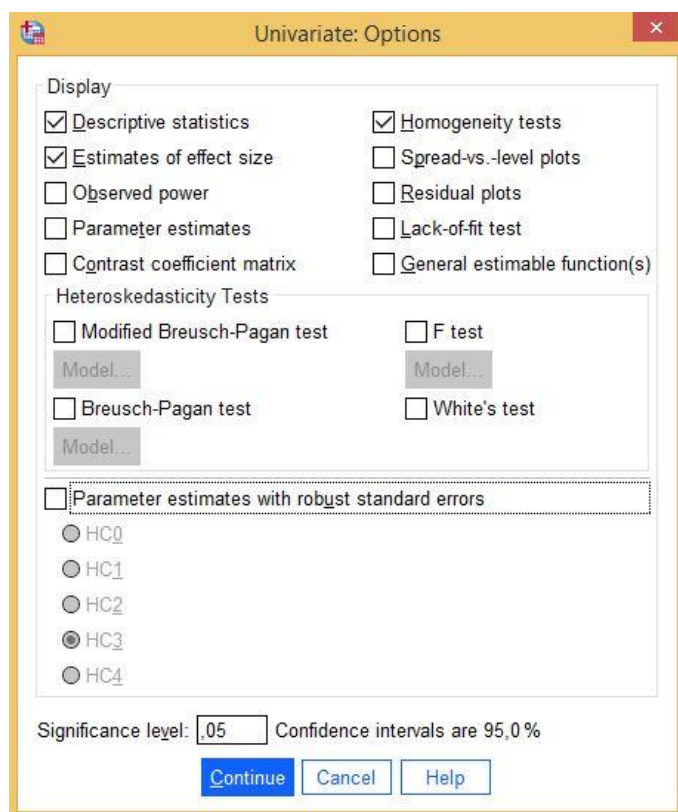 Univariate: Options
Display
Descriptive statistics
Homogeneity tests
Estimates of effect size
Spread-vs.-level plots
Observed power
Residual plots
Parameter estimates
Lack-of-fit test
Contrast coefficient matrix
General estimable function(s)
Heteroskedasticity Tests
Modified Breusch-Pagan test
F test
Model...
Model...
Breusch-Pagan test
White's test
Model...
Parameter estimates with robust standard errors
HC0
HC1
HC2
HC3
HC4
Significance level: ,05 Confidence intervals are 95,0 %
Continue Cancel Help